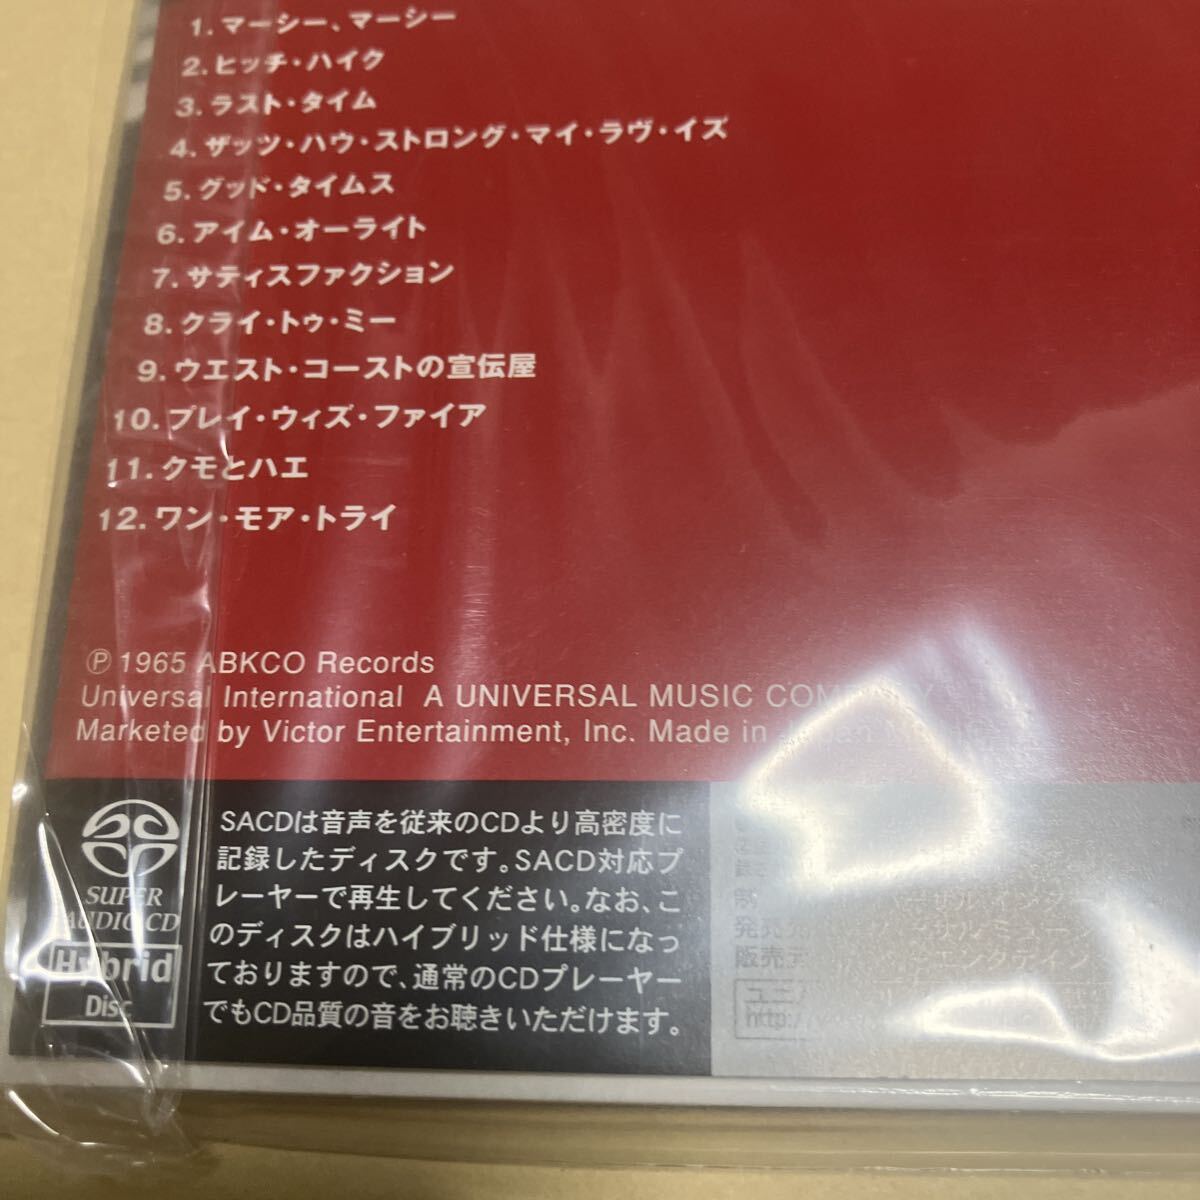 1. マーシー、マーシー
2. ヒッチ・ハイク
3. ラスト・タイム
4. ザッツ・ハウ・ストロング・マイ・ラヴ・イズ
5. グッド・タイムス
6. アイム・オーライト
7. サティスファクション
8. クライ・トゥ・ミー
9. ウエスト・コーストの宣伝屋
10. プレイ・ウィズ・ファイア
11. クモとハエ
12. ワン・モア・トライ
Ⓟ 1965 ABKCO Records
Universal International A UNIVERSAL MUSIC COMPANY
Marketed by Victor Entertainment, Inc. Made in Japan
SUPER
AUDIO CD
Hybrid
Disc
SACDは音声を従来のCDより高密度に
記録したディスクです。SACD対応プ
レーヤーで再生してください。なお、こ
のディスクはハイブリッド仕様になっ
ておりますので、通常のCDプレーヤー
でもCD品質の音をお聴きいただけます。
発売
販売
http://